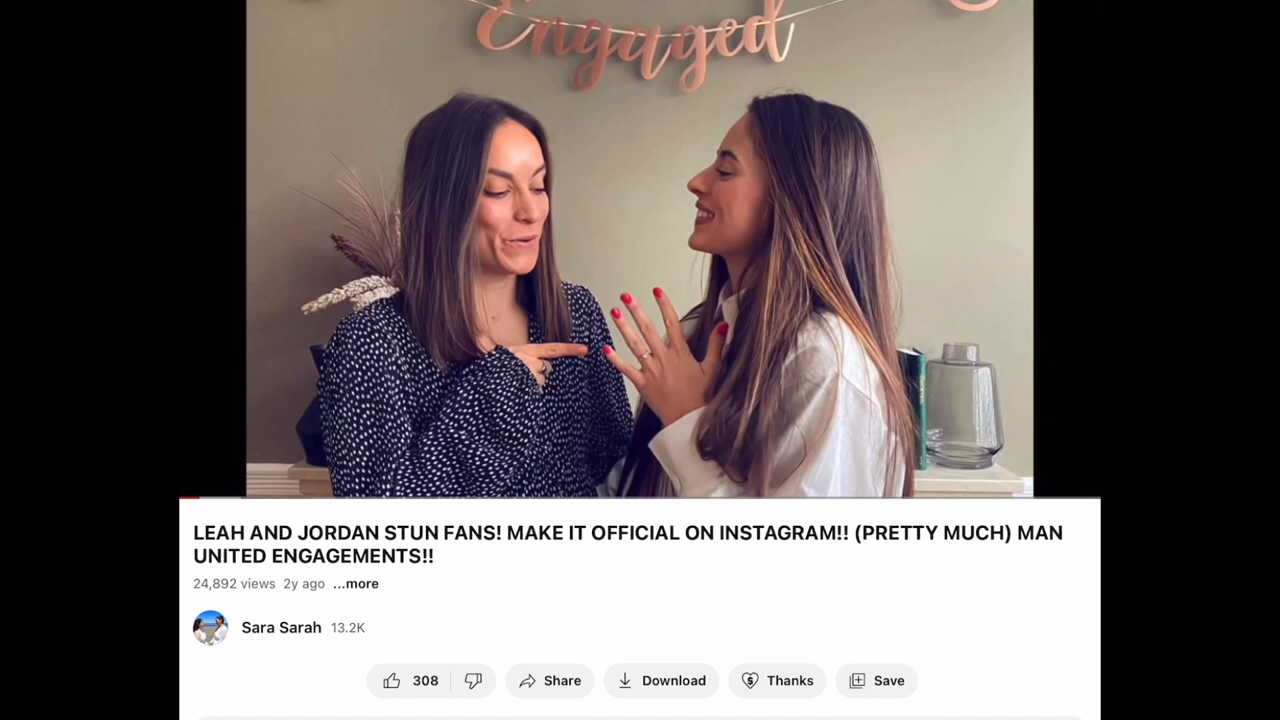 Engaged
LEAH AND JORDAN STUN FANS! MAKE IT OFFICIAL ON INSTAGRAM!! (PRETTY MUCH) MAN
UNITED ENGAGEMENTS!!
24,892 views 2y ago ...more
Sara Sarah 13.2K
308 Share Download Thanks Save